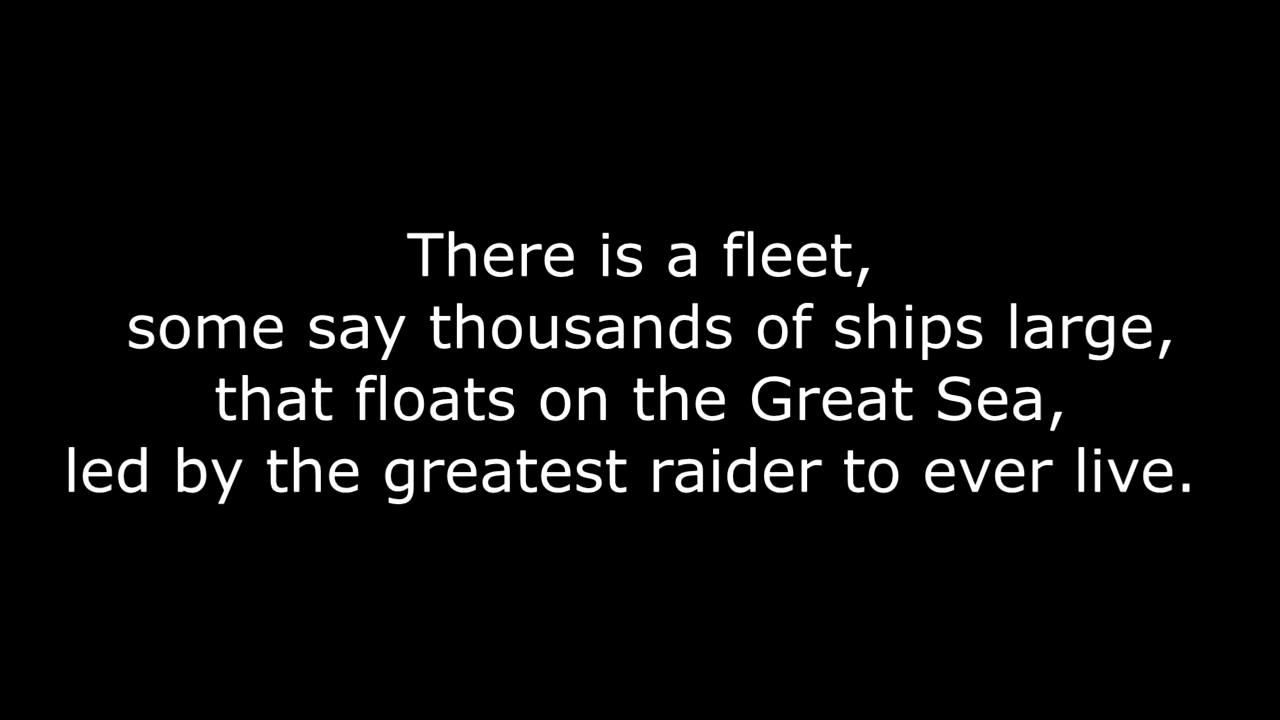 There is a fleet,
some say thousands of ships large,
that floats on the Great Sea,
led by the greatest raider to ever live.